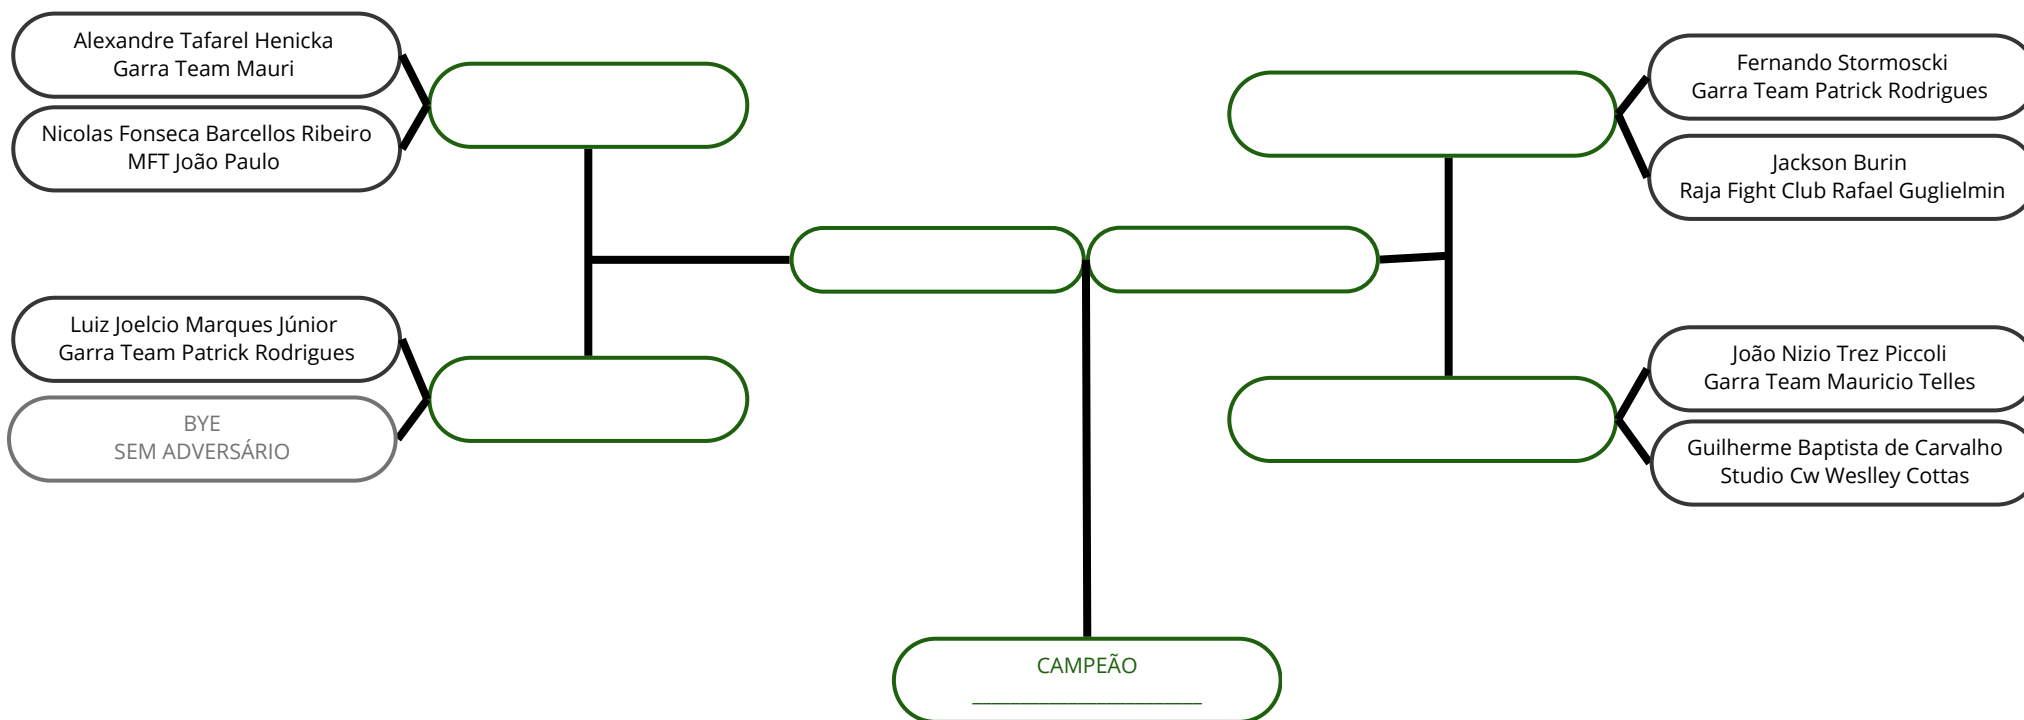 Alexandre Tafarel Henicka
Garra Team Mauri
Nicolas Fonseca Barcellos Ribeiro
MFT João Paulo
Luiz Joelcio Marques Júnior
Garra Team Patrick Rodrigues
BYE
SEM ADVERSÁRIO
Fernando Stormoscki
Garra Team Patrick Rodrigues
Jackson Burin
Raja Fight Club Rafael Guglielmin
João Nizio Trez Piccoli
Garra Team Mauricio Telles
Guilherme Baptista de Carvalho
Studio Cw Weslley Cottas
CAMPEÃO
________________________